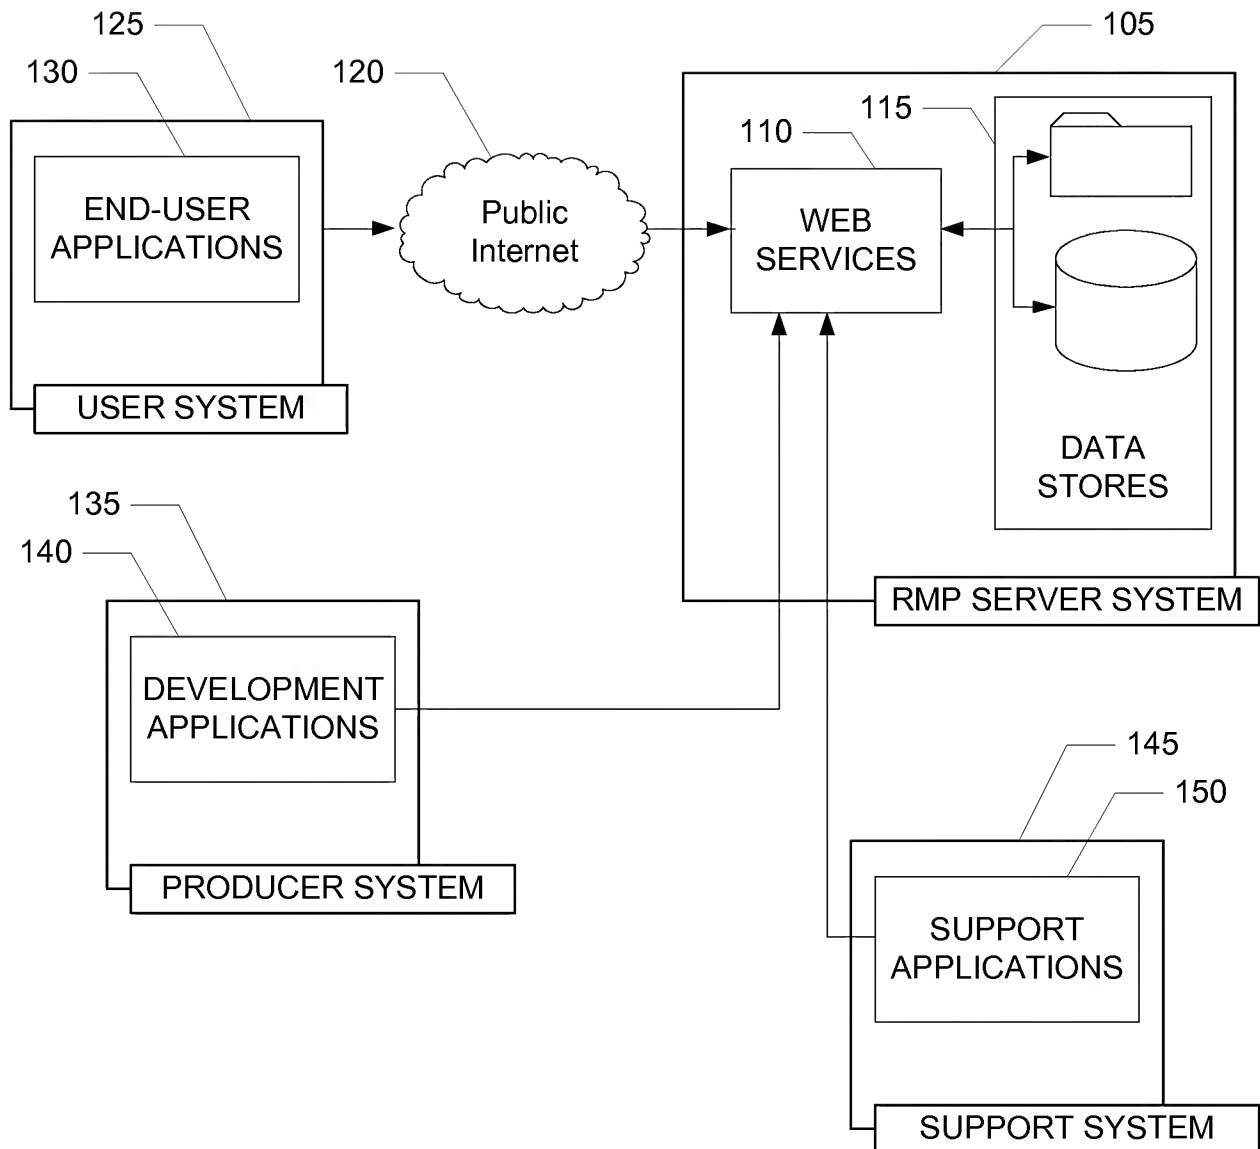 125
130
120
105
115
110
END-USER
APPLICATIONS
Public
Internet
WEB
SERVICES
USER SYSTEM
DATA
STORES
135
140
RMP SERVER SYSTEM
DEVELOPMENT
APPLICATIONS
145
150
PRODUCER SYSTEM
SUPPORT
APPLICATIONS
SUPPORT SYSTEM